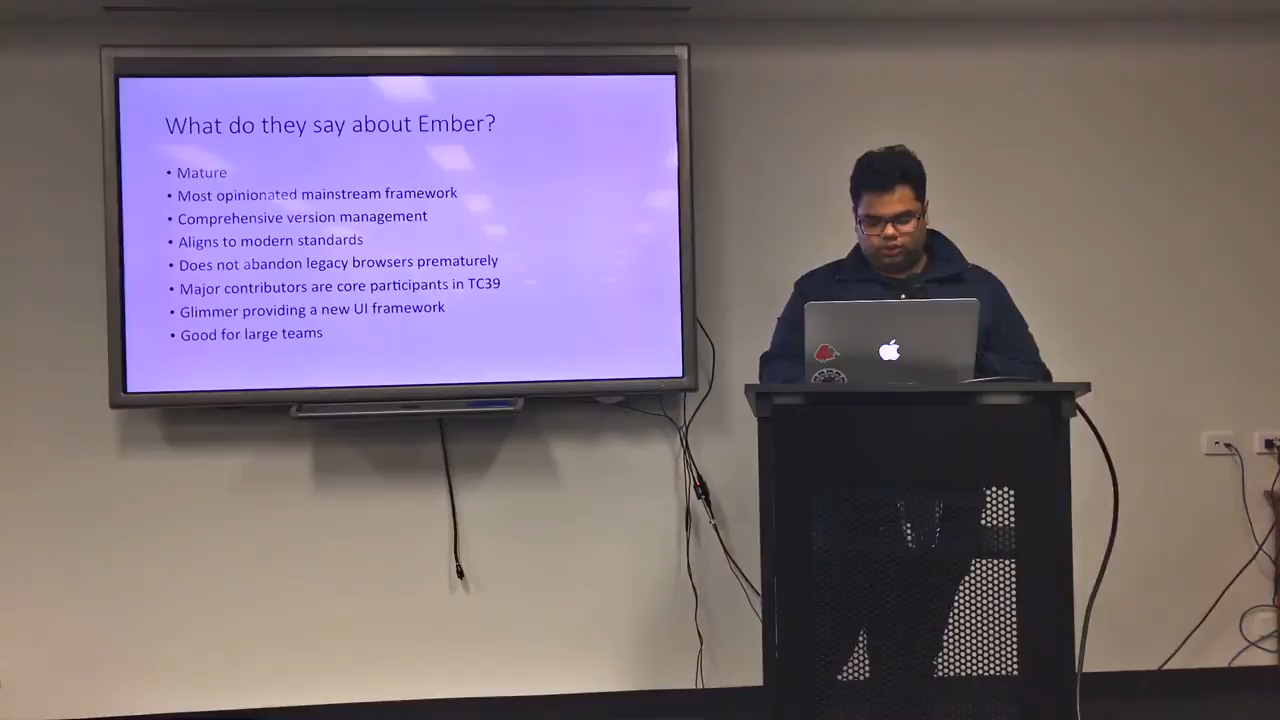 What do they say about Ember?
• Mature
• Most opinionated mainstream framework
• Comprehensive version management
• Aligns to modern standards
• Does not abandon legacy browsers prematurely
• Major contributors are core participants in TC39
• Glimmer providing a new UI framework
• Good for large teams